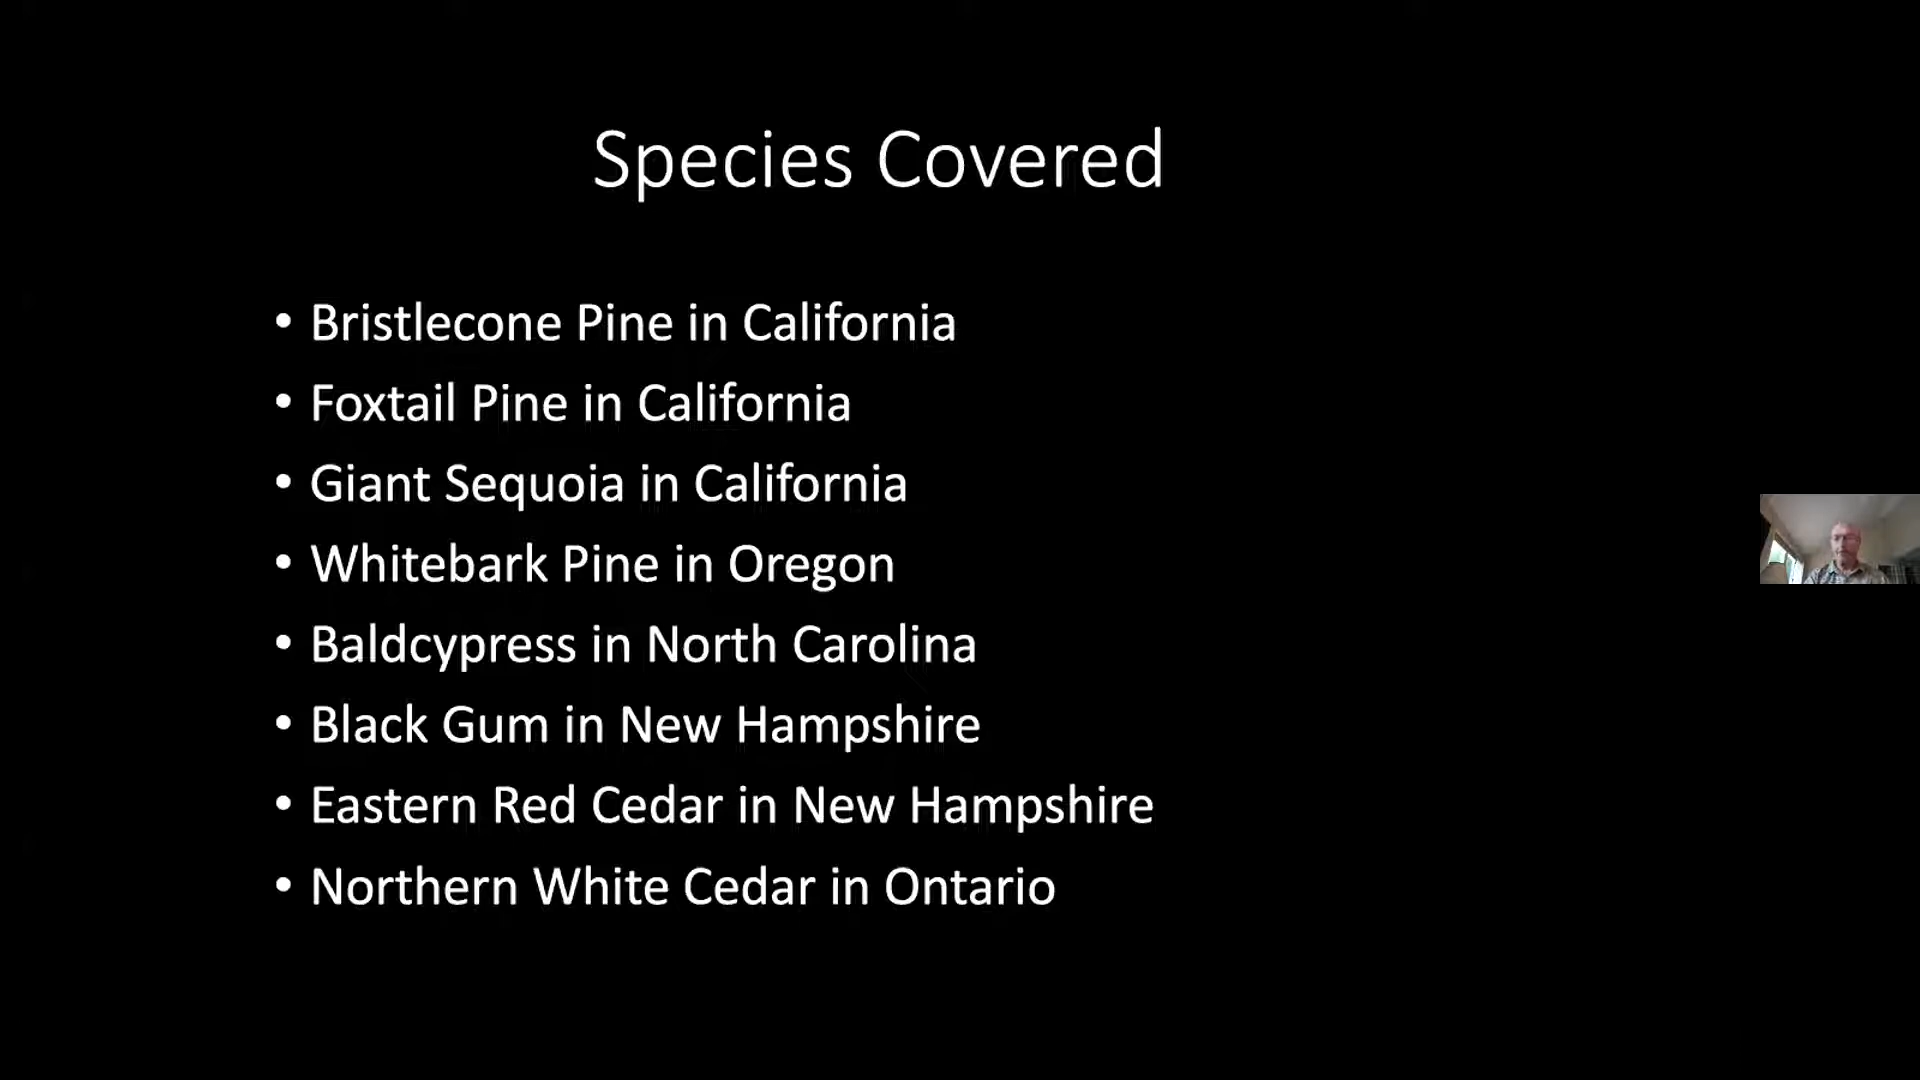 Species Covered
• Bristlecone Pine in California
• Foxtail Pine in California
• Giant Sequoia in California
• Whitebark Pine in Oregon
• Baldcypress in North Carolina
• Black Gum in New Hampshire
• Eastern Red Cedar in New Hampshire
• Northern White Cedar in Ontario